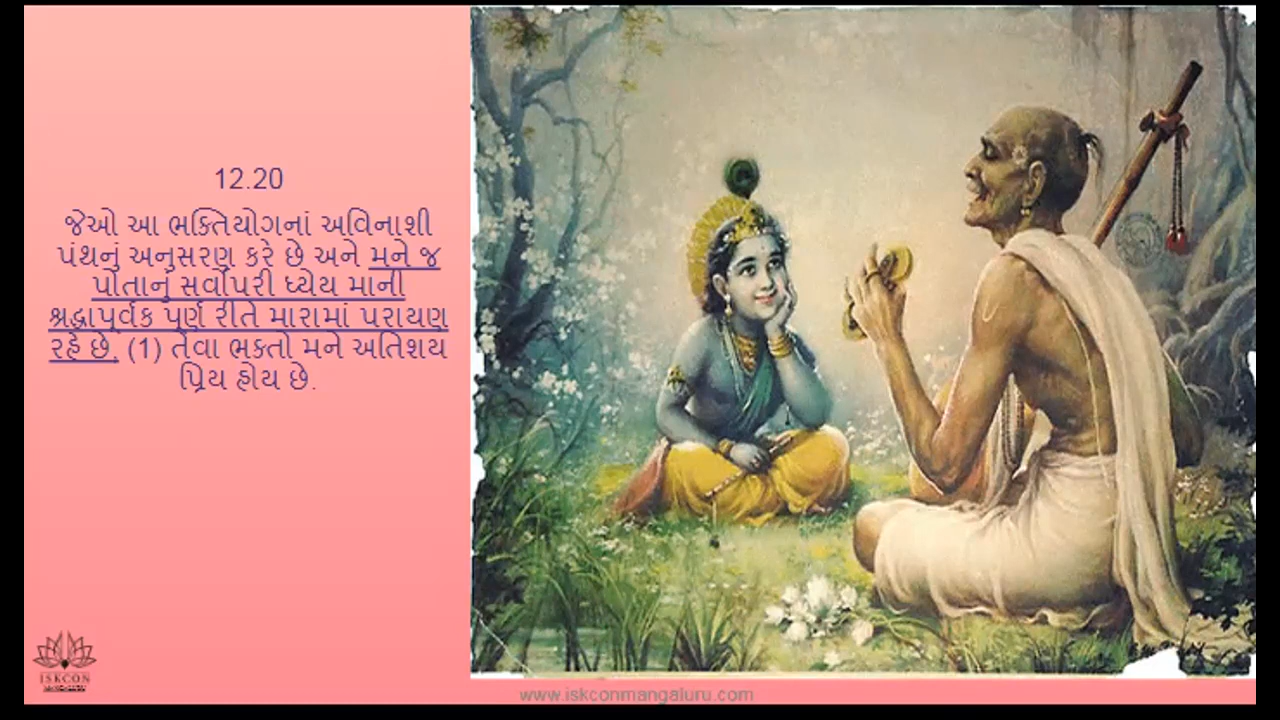 12.20
જેઓ આ ભક્તિયોગનાં અવિનાશી
પંથનું અનુસરણ કરે છે અને મને જ
પોતાનું સર્વોપરી ધ્યેય માની
શ્રદ્ધાપૂર્વક પૂર્ણ રીતે મારામાં પરાયણ
રહે છે, (1) તેવા ભક્તો મને અતિશય
પ્રિય હોય છે.
ISKCON
www.iskconmangaluru.com